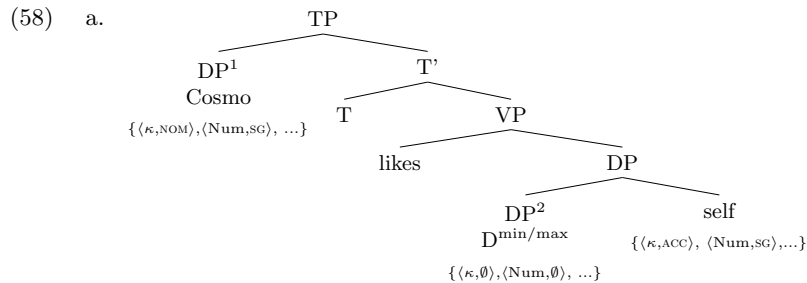 (58) a. TP
DP¹ T’
Cosmo
{⟨κ,NOM⟩,⟨Num,SG⟩, ...} T VP
likes DP
DP² self
D^min/max {⟨κ,ACC⟩, ⟨Num,SG⟩,...}
{⟨κ,∅⟩,⟨Num,∅⟩, ...}